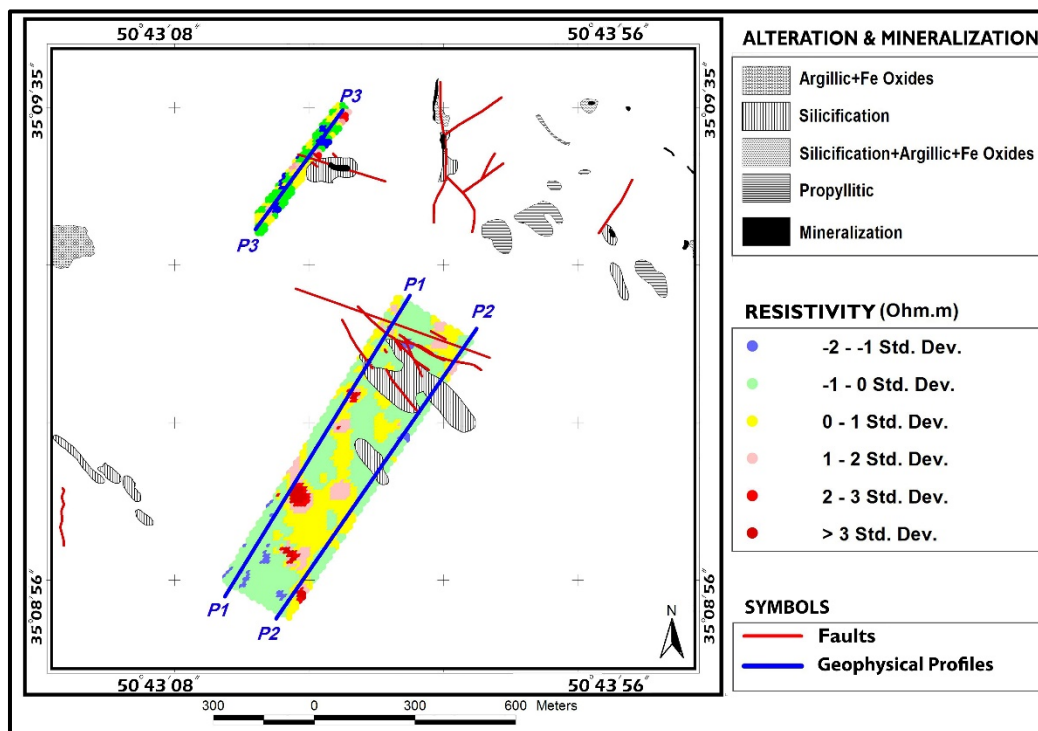 50°43′08″ 50°43′56″
35°09′35″ 35°09′35″
P3
P3
P1
P2
P1
P2
35°08′56″ 35°08′56″
N
50°43′08″ 50°43′56″
300 0 300 600 Meters
ALTERATION & MINERALIZATION
Argillic+Fe Oxides
Silicification
Silicification+Argillic+Fe Oxides
Propyllitic
Mineralization
RESISTIVITY (Ohm.m)
-2 - -1 Std. Dev.
-1 - 0 Std. Dev.
0 - 1 Std. Dev.
1 - 2 Std. Dev.
2 - 3 Std. Dev.
> 3 Std. Dev.
SYMBOLS
Faults
Geophysical Profiles